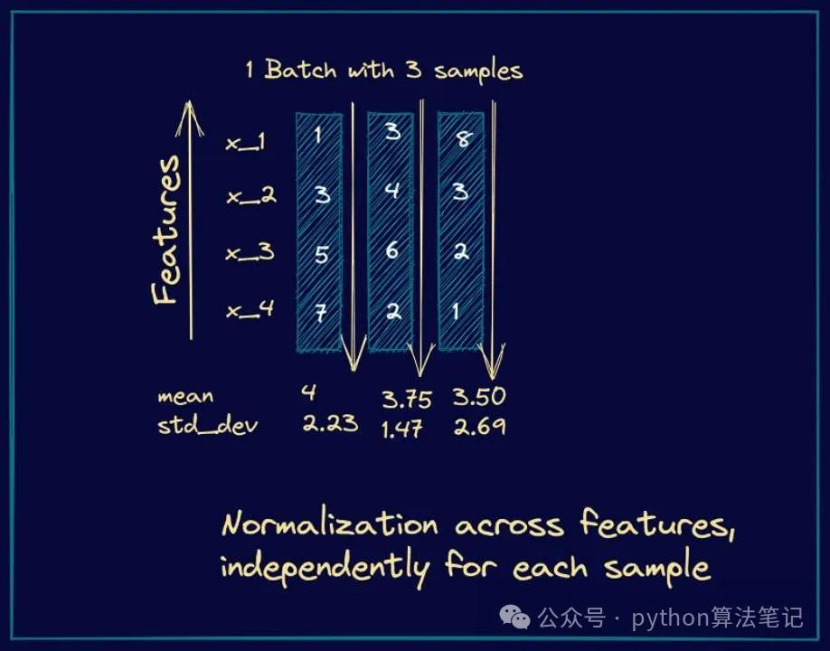 1 Batch with 3 samples
Features
x_1 1 3 8
x_2 3 4 3
x_3 5 6 2
x_4 7 2 1
mean 4 3.75 3.50
std_dev 2.23 1.47 2.69
Normalization across features,
independently for each sample
公众号 · python算法笔记